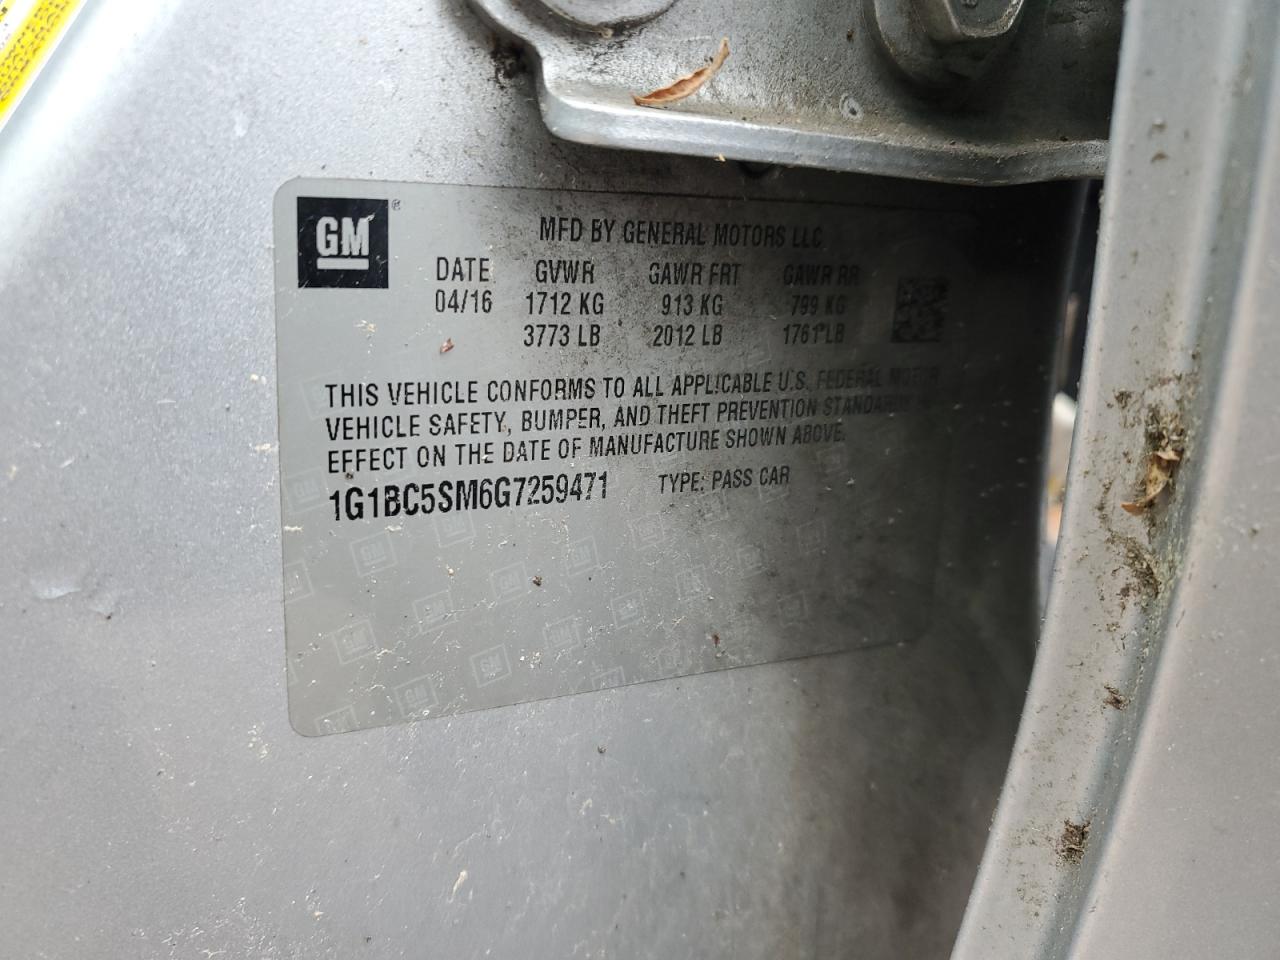 GM®
MFD BY GENERAL MOTORS LLC
DATE GVWR GAWR FRT GAWR RR
04/16 1712 KG 913 KG 799 KG
3773 LB 2012 LB 1761 LB
THIS VEHICLE CONFORMS TO ALL APPLICABLE U.S. FEDERAL MOTOR
VEHICLE SAFETY, BUMPER, AND THEFT PREVENTION STANDARDS
EFFECT ON THE DATE OF MANUFACTURE SHOWN ABOVE.
1G1BC5SM6G7259471 TYPE: PASS CAR